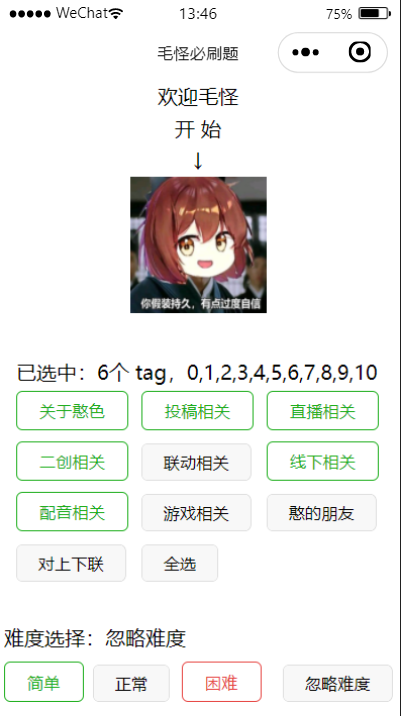 WeChat 13:46 75%
毛怪必刷题
欢迎毛怪
开 始
↓
你假装持久，有点过度自信
已选中：6个 tag，0,1,2,3,4,5,6,7,8,9,10
关于憨色 投稿相关 直播相关
二创相关 联动相关 线下相关
配音相关 游戏相关 憨的朋友
对上下联 全选
难度选择：忽略难度
简单 正常 困难 忽略难度